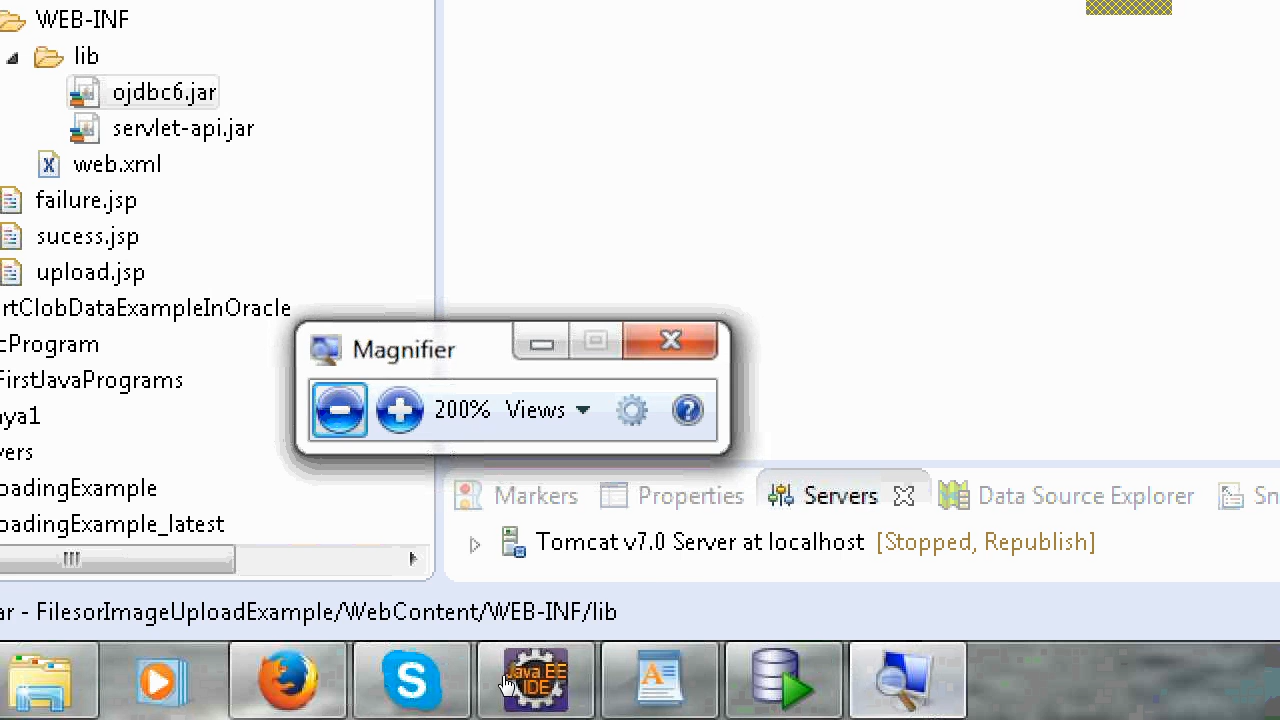 WEB-INF
lib
ojdbc6.jar
servlet-api.jar
web.xml
failure.jsp
sucess.jsp
upload.jsp
rtClobDataExampleInOracle
cProgram
FirstJavaPrograms
aya1
vers
oadingExample
oadingExample_latest
Magnifier
200% Views
Markers Properties Servers Data Source Explorer Sn
Tomcat v7.0 Server at localhost [Stopped, Republish]
ar - FilesorImageUploadExample/WebContent/WEB-INF/lib
Java EE
IDE